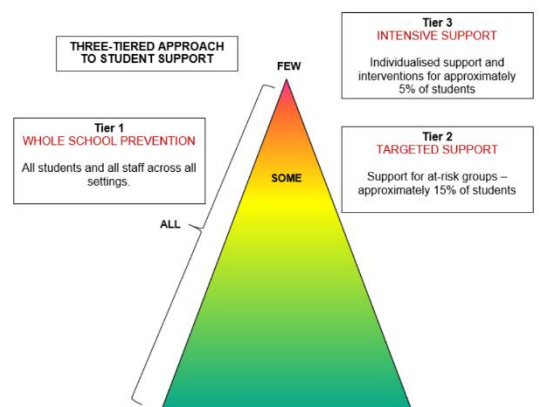 THREE-TIERED APPROACH
TO STUDENT SUPPORT
FEW
Tier 3
INTENSIVE SUPPORT
Individualised support and
interventions for approximately
5% of students
Tier 1
WHOLE SCHOOL PREVENTION
All students and all staff across all
settings.
Tier 2
TARGETED SUPPORT
Support for at-risk groups –
approximately 15% of students
SOME
ALL